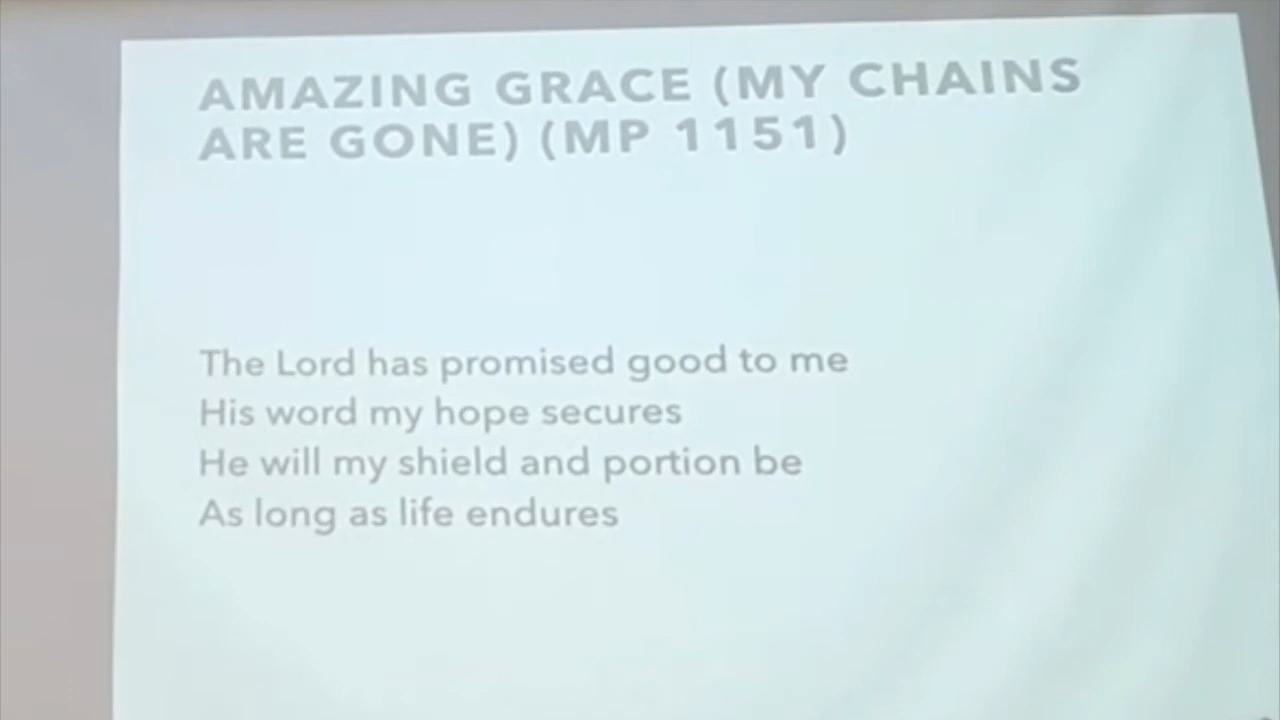 AMAZING GRACE (MY CHAINS
ARE GONE) (MP 1151)
The Lord has promised good to me
His word my hope secures
He will my shield and portion be
As long as life endures